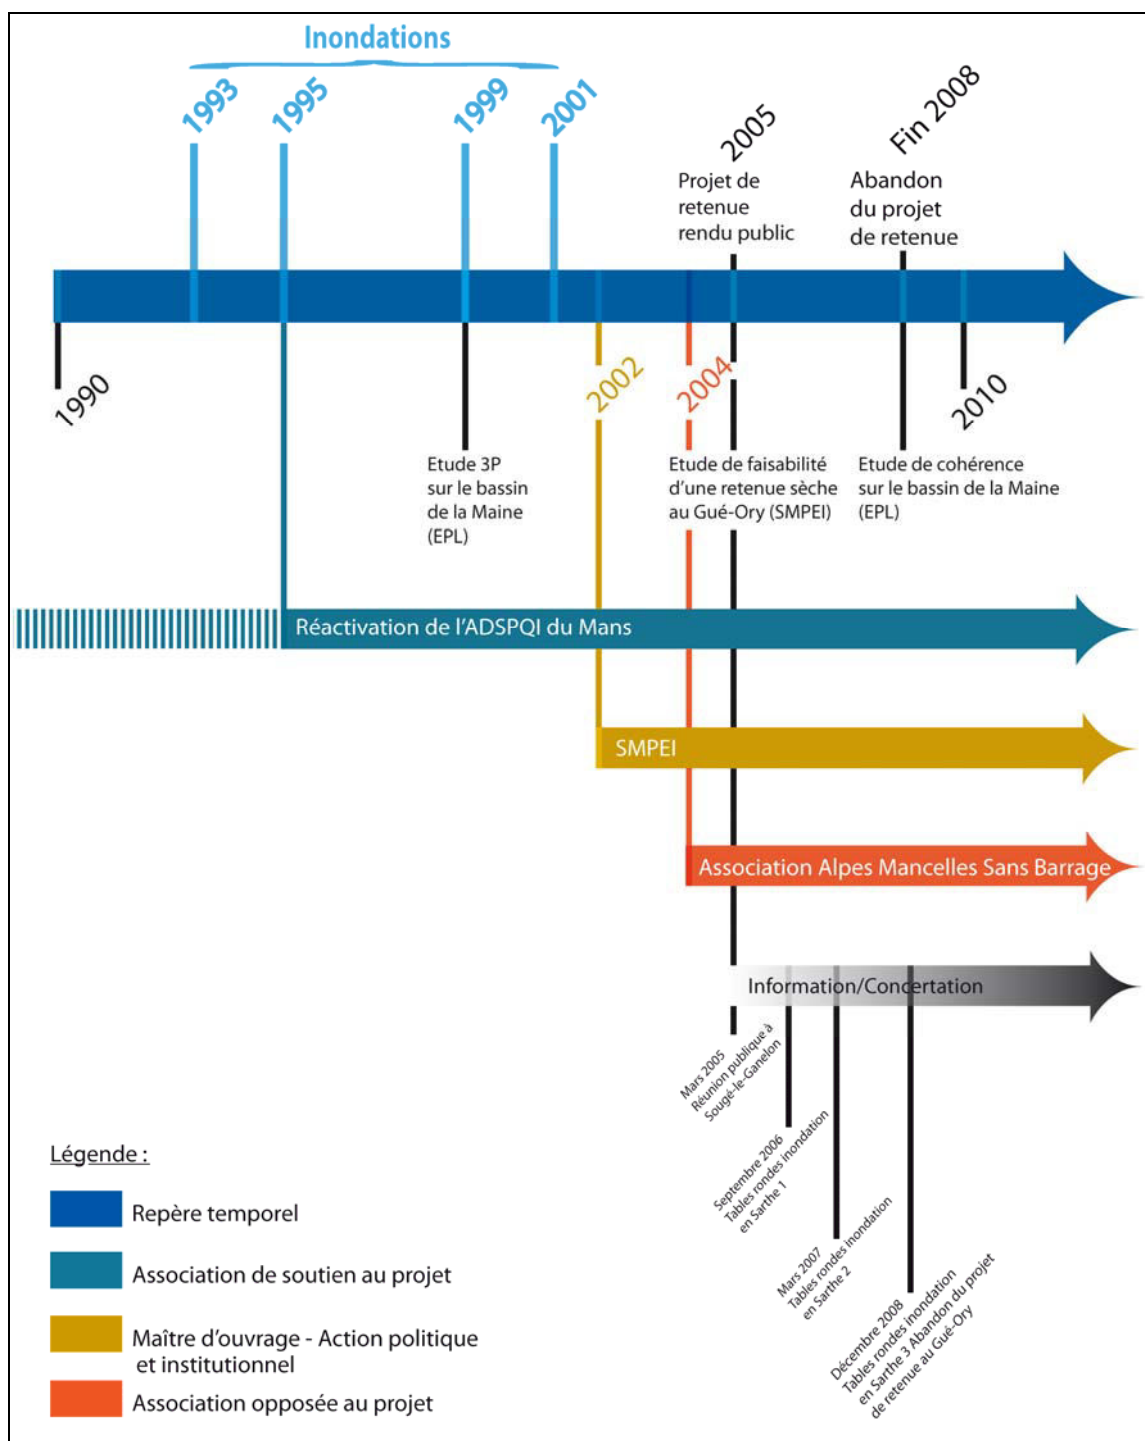 Inondations
1993
1995
1999
2001
2005
Fin 2008
Projet de
retenue
rendu public
Abandon
du projet
de retenue
1990
2002
2004
2010
Etude 3P
sur le bassin
de la Maine
(EPL)
Etude de faisabilité
d'une retenue sèche
au Gué-Ory (SMPEI)
Etude de cohérence
sur le bassin de la Maine
(EPL)
Réactivation de l'ADSPQI du Mans
SMPEI
Association Alpes Mancelles Sans Barrage
Information/Concertation
Mars 2005
Réunion publique à
Sougé-le-Ganelon
Septembre 2006
Tables rondes inondation
en Sarthe 1
Mars 2007
Tables rondes inondation
en Sarthe 2
Décembre 2008
Tables rondes inondation
en Sarthe 3 Abandon du projet
de retenue au Gué-Ory
Légende :
Repère temporel
Association de soutien au projet
Maître d'ouvrage - Action politique
et institutionnel
Association opposée au projet